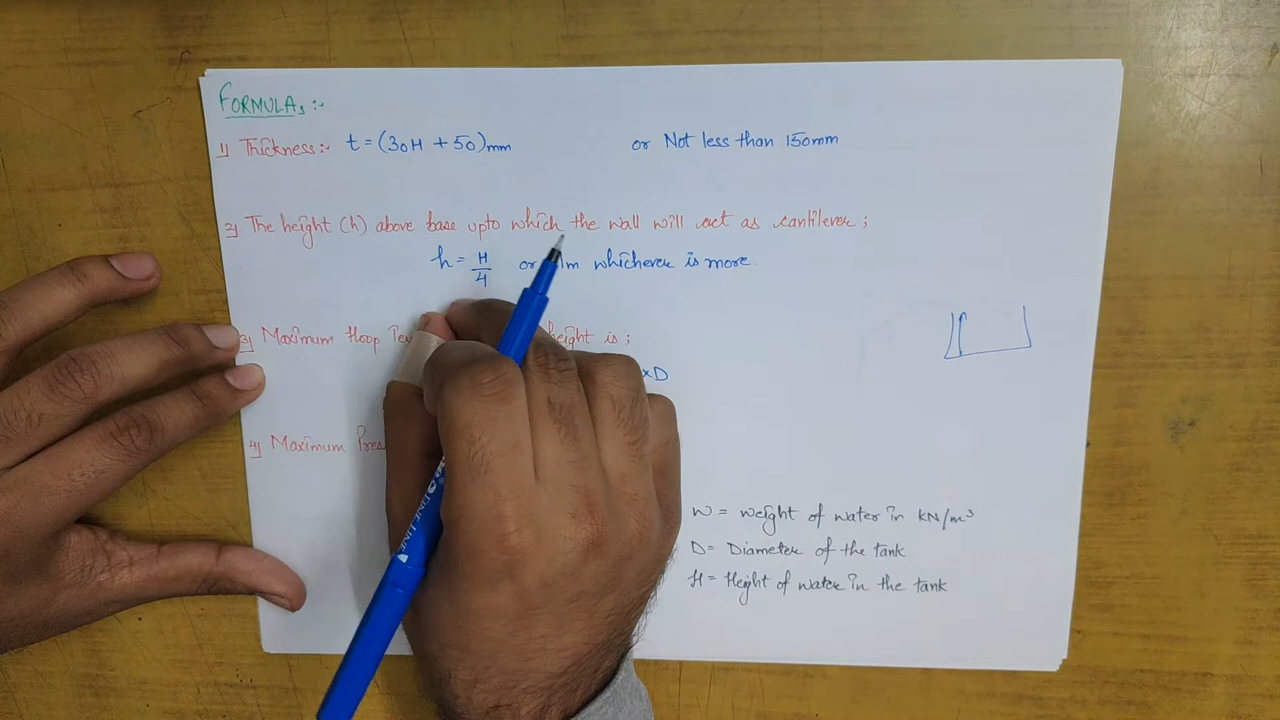 FORMULAs :-
1) Thickness:- t = (30H + 50)mm or Not less than 150mm
2) The height (h) above base upto which the wall will act as cantilever;
h = H/4 or 1m whichever is more.
3) Maximum Hoop height is;
×D
4) Maximum
W = weight of water in KN/m³
D = Diameter of the tank
H = Height of water in the tank